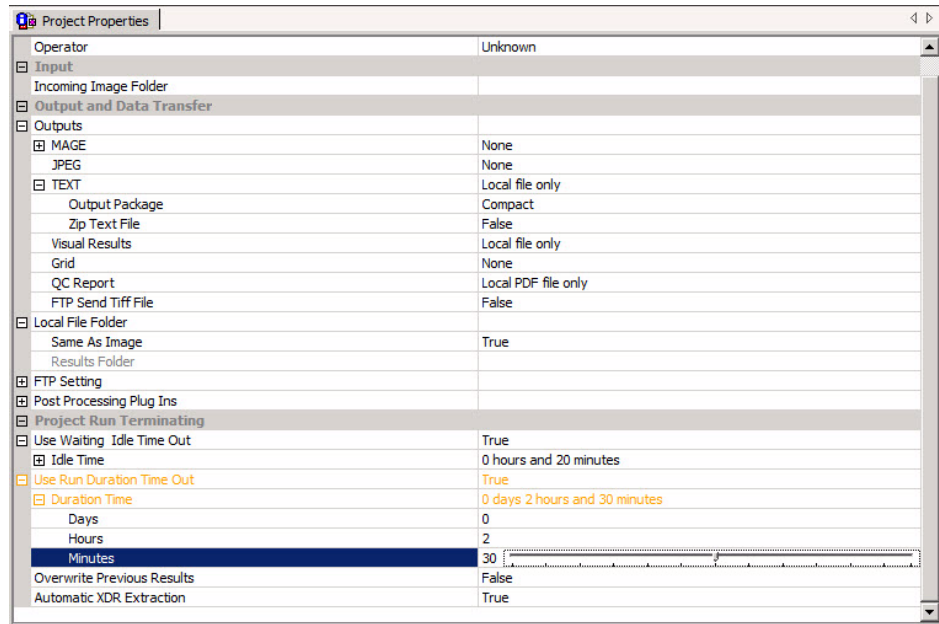 Project Properties
Operator Unknown
Input
Incoming Image Folder
Output and Data Transfer
Outputs
MAGE None
JPEG None
TEXT Local file only
Output Package Compact
Zip Text File False
Visual Results Local file only
Grid None
QC Report Local PDF file only
FTP Send Tiff File False
Local File Folder
Same As Image True
Results Folder
FTP Setting
Post Processing Plug Ins
Project Run Terminating
Use Waiting Idle Time Out True
Idle Time 0 hours and 20 minutes
Use Run Duration Time Out True
Duration Time 0 days 2 hours and 30 minutes
Days 0
Hours 2
Minutes 30
Overwrite Previous Results False
Automatic XDR Extraction True